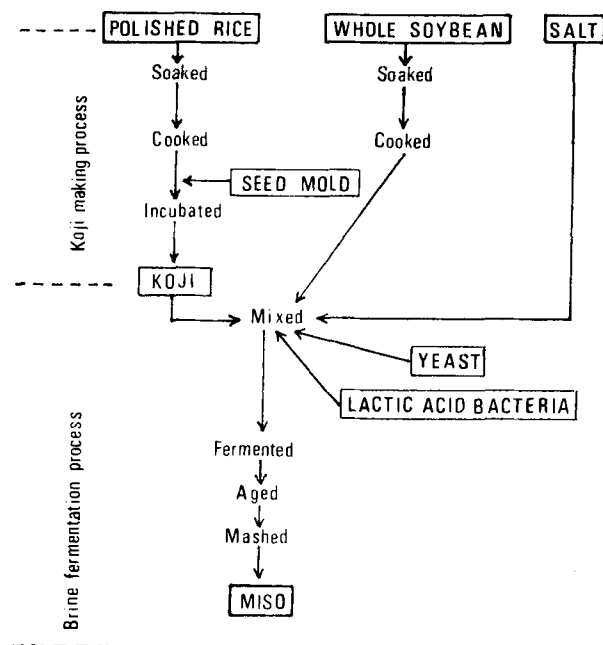 POLISHED RICE
WHOLE SOYBEAN
SALT
Soaked
Soaked
Cooked
Cooked
SEED MOLD
Incubated
KOJI
Mixed
YEAST
LACTIC ACID BACTERIA
Fermented
Aged
Mashed
MISO
Koji making process
Brine fermentation process